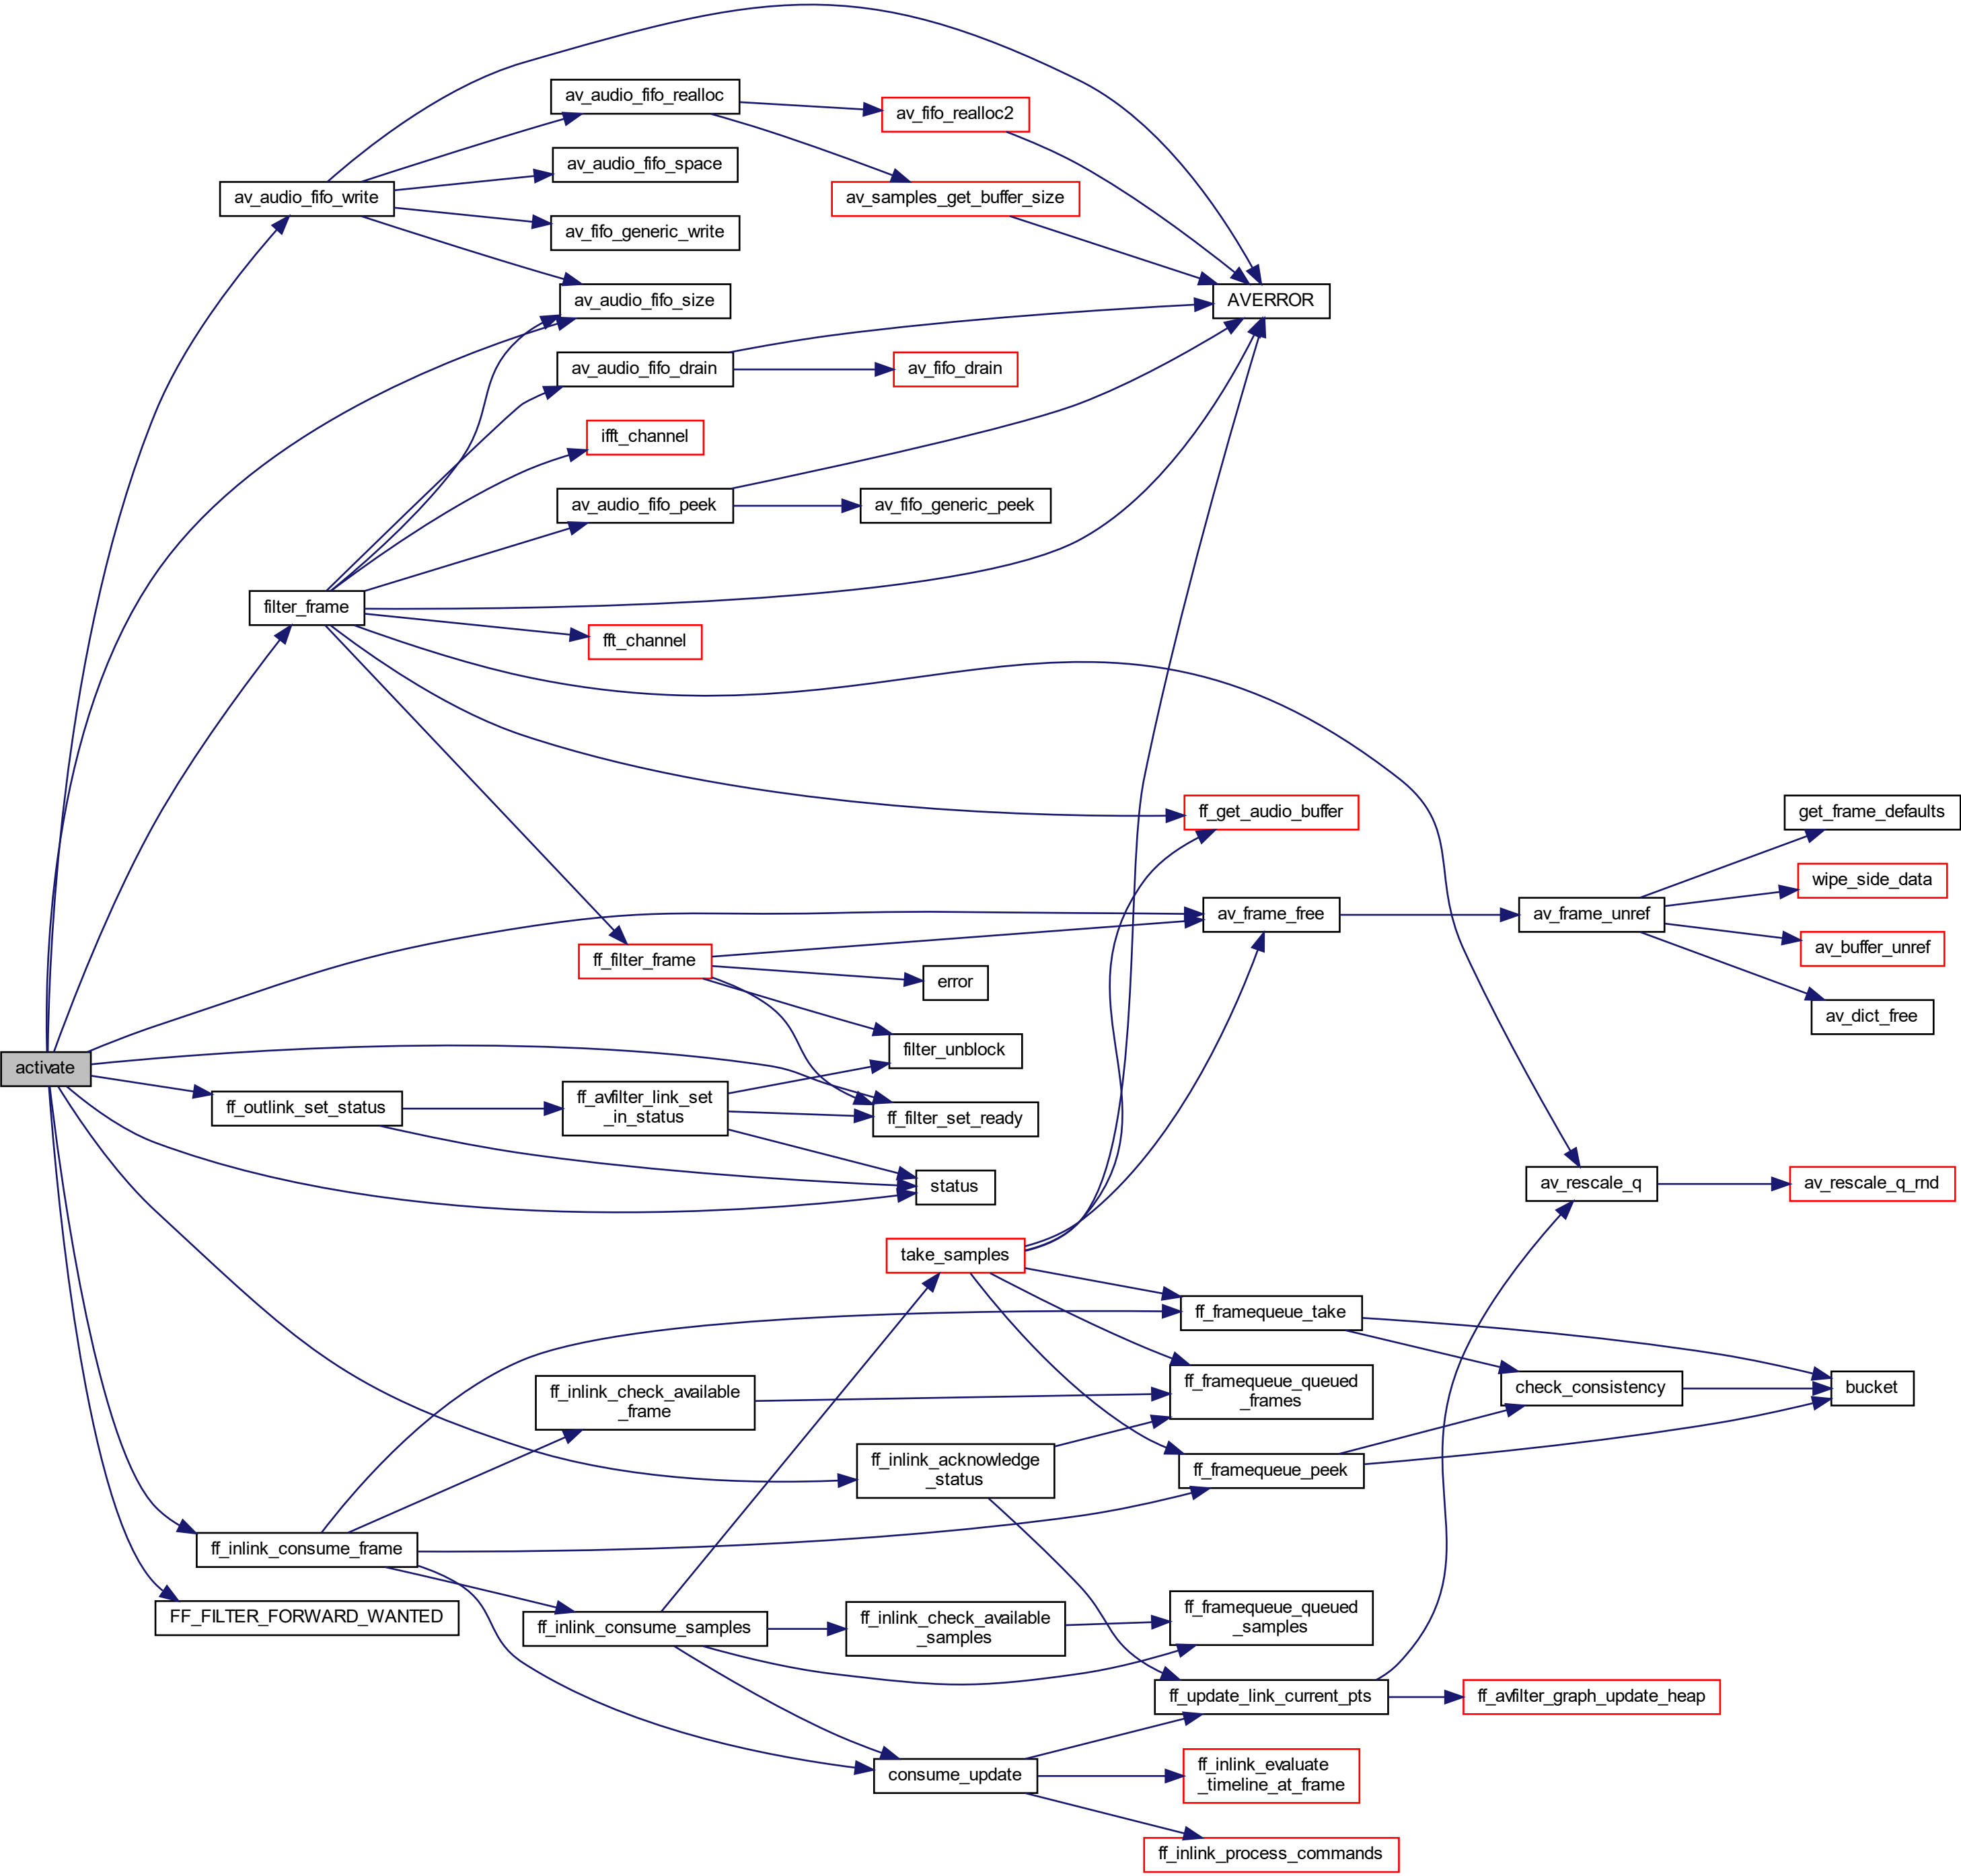 av_audio_fifo_realloc
av_fifo_realloc2
av_audio_fifo_space
av_audio_fifo_write
av_samples_get_buffer_size
av_fifo_generic_write
av_audio_fifo_size
AVERROR
av_audio_fifo_drain
av_fifo_drain
ifft_channel
av_audio_fifo_peek
av_fifo_generic_peek
filter_frame
fft_channel
ff_get_audio_buffer
get_frame_defaults
wipe_side_data
av_frame_free
av_frame_unref
av_buffer_unref
ff_filter_frame
error
av_dict_free
filter_unblock
activate
ff_outlink_set_status
ff_avfilter_link_set
_in_status
ff_filter_set_ready
status
av_rescale_q
av_rescale_q_rnd
take_samples
ff_framequeue_take
ff_inlink_check_available
_frame
ff_framequeue_queued
_frames
check_consistency
bucket
ff_inlink_acknowledge
_status
ff_framequeue_peek
ff_inlink_consume_frame
FF_FILTER_FORWARD_WANTED
ff_inlink_consume_samples
ff_inlink_check_available
_samples
ff_framequeue_queued
_samples
ff_update_link_current_pts
ff_avfilter_graph_update_heap
consume_update
ff_inlink_evaluate
_timeline_at_frame
ff_inlink_process_commands